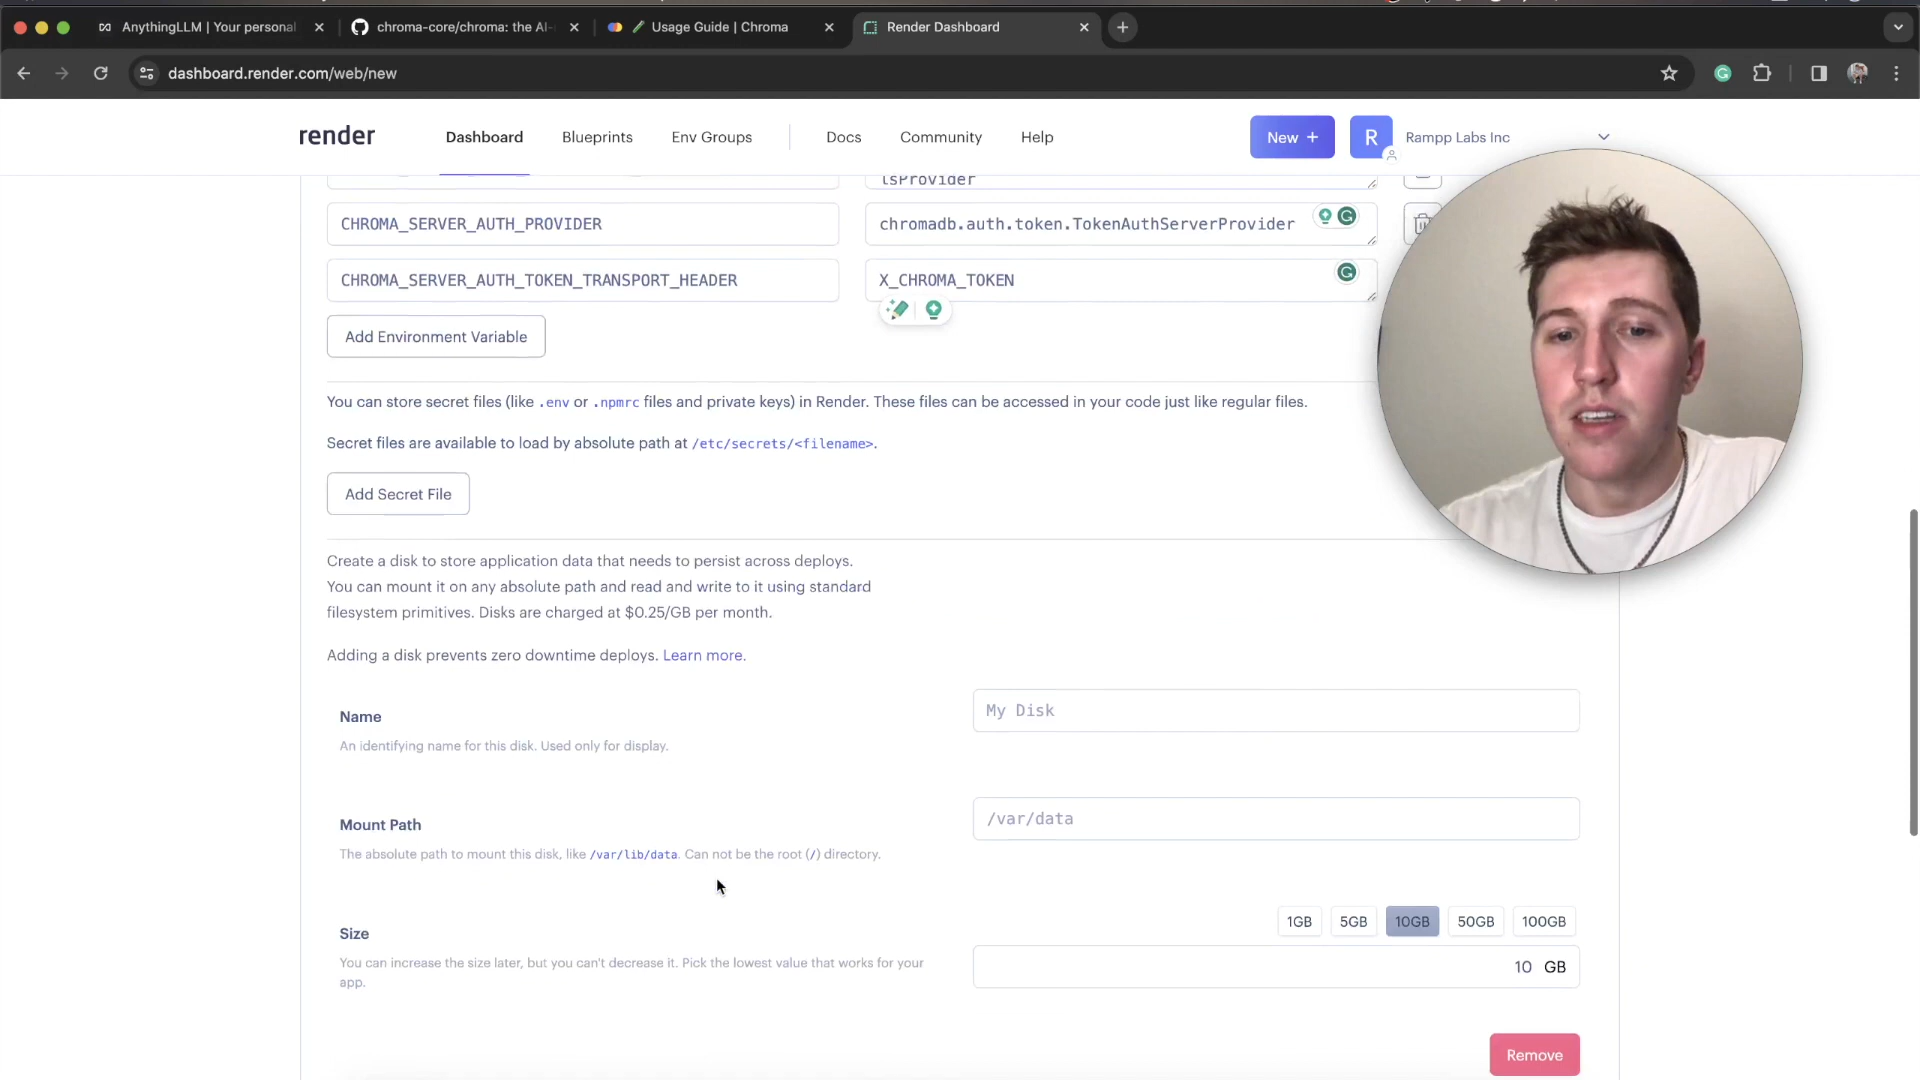 AnythingLLM | Your personal
chroma-core/chroma: the AI-
Usage Guide | Chroma
Render Dashboard
dashboard.render.com/web/new
render
Dashboard
Blueprints
Env Groups
Docs
Community
Help
New +
R
Rampp Labs Inc
lsProvider
CHROMA_SERVER_AUTH_PROVIDER
chromadb.auth.token.TokenAuthServerProvider
CHROMA_SERVER_AUTH_TOKEN_TRANSPORT_HEADER
X_CHROMA_TOKEN
Add Environment Variable
You can store secret files (like .env or .npmrc files and private keys) in Render. These files can be accessed in your code just like regular files.
Secret files are available to load by absolute path at /etc/secrets/<filename>.
Add Secret File
Create a disk to store application data that needs to persist across deploys.
You can mount it on any absolute path and read and write to it using standard
filesystem primitives. Disks are charged at $0.25/GB per month.
Adding a disk prevents zero downtime deploys. Learn more.
Name
My Disk
An identifying name for this disk. Used only for display.
Mount Path
/var/data
The absolute path to mount this disk, like /var/lib/data. Can not be the root (/) directory.
1GB
5GB
10GB
50GB
100GB
Size
10 GB
You can increase the size later, but you can't decrease it. Pick the lowest value that works for your
app.
Remove